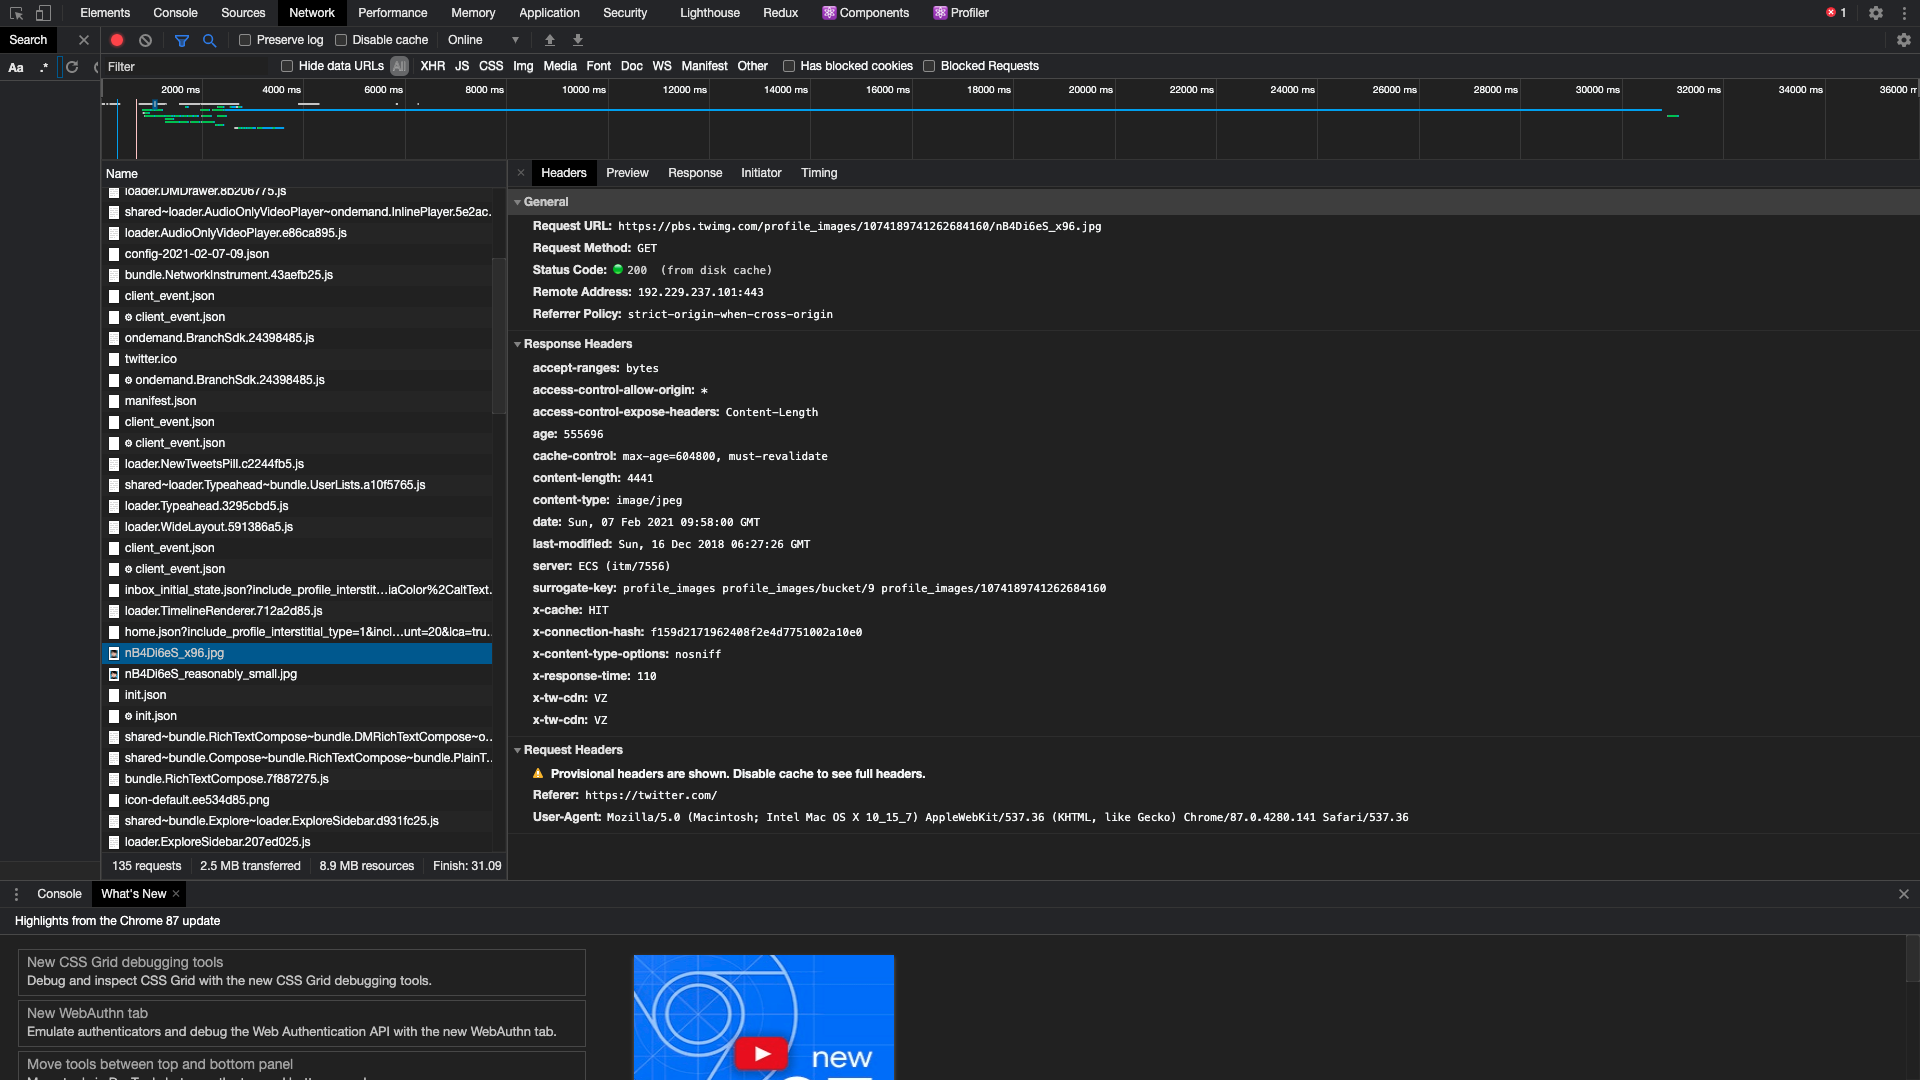 Elements Console Sources Network Performance Memory Application Security Lighthouse Redux Components Profiler 1
Search Preserve log Disable cache Online
Aa .* Filter Hide data URLs All XHR JS CSS Img Media Font Doc WS Manifest Other Has blocked cookies Blocked Requests
2000 ms 4000 ms 6000 ms 8000 ms 10000 ms 12000 ms 14000 ms 16000 ms 18000 ms 20000 ms 22000 ms 24000 ms 26000 ms 28000 ms 30000 ms 32000 ms 34000 ms 36000 m
Name
loader.DMDrawer.8b206775.js
shared~loader.AudioOnlyVideoPlayer~ondemand.InlinePlayer.5e2ac.
loader.AudioOnlyVideoPlayer.e86ca895.js
config-2021-02-07-09.json
bundle.NetworkInstrument.43aefb25.js
client_event.json
client_event.json
ondemand.BranchSdk.24398485.js
twitter.ico
ondemand.BranchSdk.24398485.js
manifest.json
client_event.json
client_event.json
loader.NewTweetsPill.c2244fb5.js
shared~loader.Typeahead~bundle.UserLists.a10f5765.js
loader.Typeahead.3295cbd5.js
loader.WideLayout.591386a5.js
client_event.json
client_event.json
inbox_initial_state.json?include_profile_interstit…iaColor%2CaltText.
loader.TimelineRenderer.712a2d85.js
home.json?include_profile_interstitial_type=1&incl…unt=20&lca=tru..
nB4Di6eS_x96.jpg
nB4Di6eS_reasonably_small.jpg
init.json
init.json
shared~bundle.RichTextCompose~bundle.DMRichTextCompose~o..
shared~bundle.Compose~bundle.RichTextCompose~bundle.PlainT..
bundle.RichTextCompose.7f887275.js
icon-default.ee534d85.png
shared~bundle.Explore~loader.ExploreSidebar.d931fc25.js
loader.ExploreSidebar.207ed025.js
135 requests 2.5 MB transferred 8.9 MB resources Finish: 31.09
Headers Preview Response Initiator Timing
General
Request URL: https://pbs.twimg.com/profile_images/1074189741262684160/nB4Di6eS_x96.jpg
Request Method: GET
Status Code: 200 (from disk cache)
Remote Address: 192.229.237.101:443
Referrer Policy: strict-origin-when-cross-origin
Response Headers
accept-ranges: bytes
access-control-allow-origin: *
access-control-expose-headers: Content-Length
age: 555696
cache-control: max-age=604800, must-revalidate
content-length: 4441
content-type: image/jpeg
date: Sun, 07 Feb 2021 09:58:00 GMT
last-modified: Sun, 16 Dec 2018 06:27:26 GMT
server: ECS (itm/7556)
surrogate-key: profile_images profile_images/bucket/9 profile_images/1074189741262684160
x-cache: HIT
x-connection-hash: f159d2171962408f2e4d7751002a10e0
x-content-type-options: nosniff
x-response-time: 110
x-tw-cdn: VZ
x-tw-cdn: VZ
Request Headers
Provisional headers are shown. Disable cache to see full headers.
Referer: https://twitter.com/
User-Agent: Mozilla/5.0 (Macintosh; Intel Mac OS X 10_15_7) AppleWebKit/537.36 (KHTML, like Gecko) Chrome/87.0.4280.141 Safari/537.36
Console What's New
Highlights from the Chrome 87 update
New CSS Grid debugging tools
Debug and inspect CSS Grid with the new CSS Grid debugging tools.
New WebAuthn tab
Emulate authenticators and debug the Web Authentication API with the new WebAuthn tab.
Move tools between top and bottom panel
new